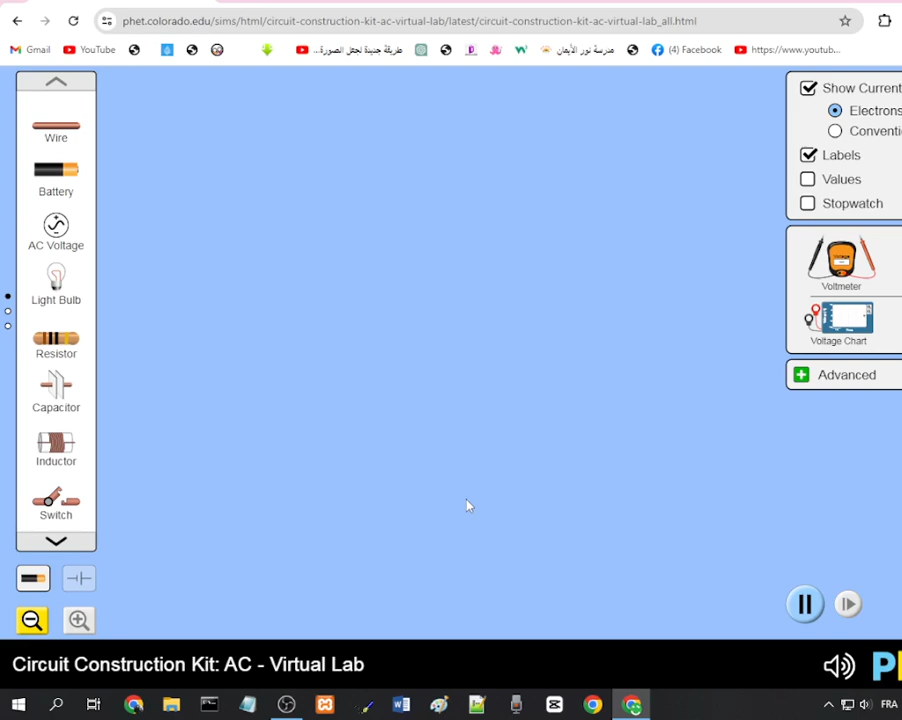 phet.colorado.edu/sims/html/circuit-construction-kit-ac-virtual-lab/latest/circuit-construction-kit-ac-virtual-lab_all.html
Gmail
YouTube
طريقة جديدة لجعل الصورة...
مدرسة نور الأيمان
(4) Facebook
https://www.youtub...
Wire
Battery
AC Voltage
Light Bulb
Resistor
Capacitor
Inductor
Switch
Show Current
Electrons
Conventi
Labels
Values
Stopwatch
Voltmeter
Voltage Chart
Advanced
Circuit Construction Kit: AC - Virtual Lab
P
FRA